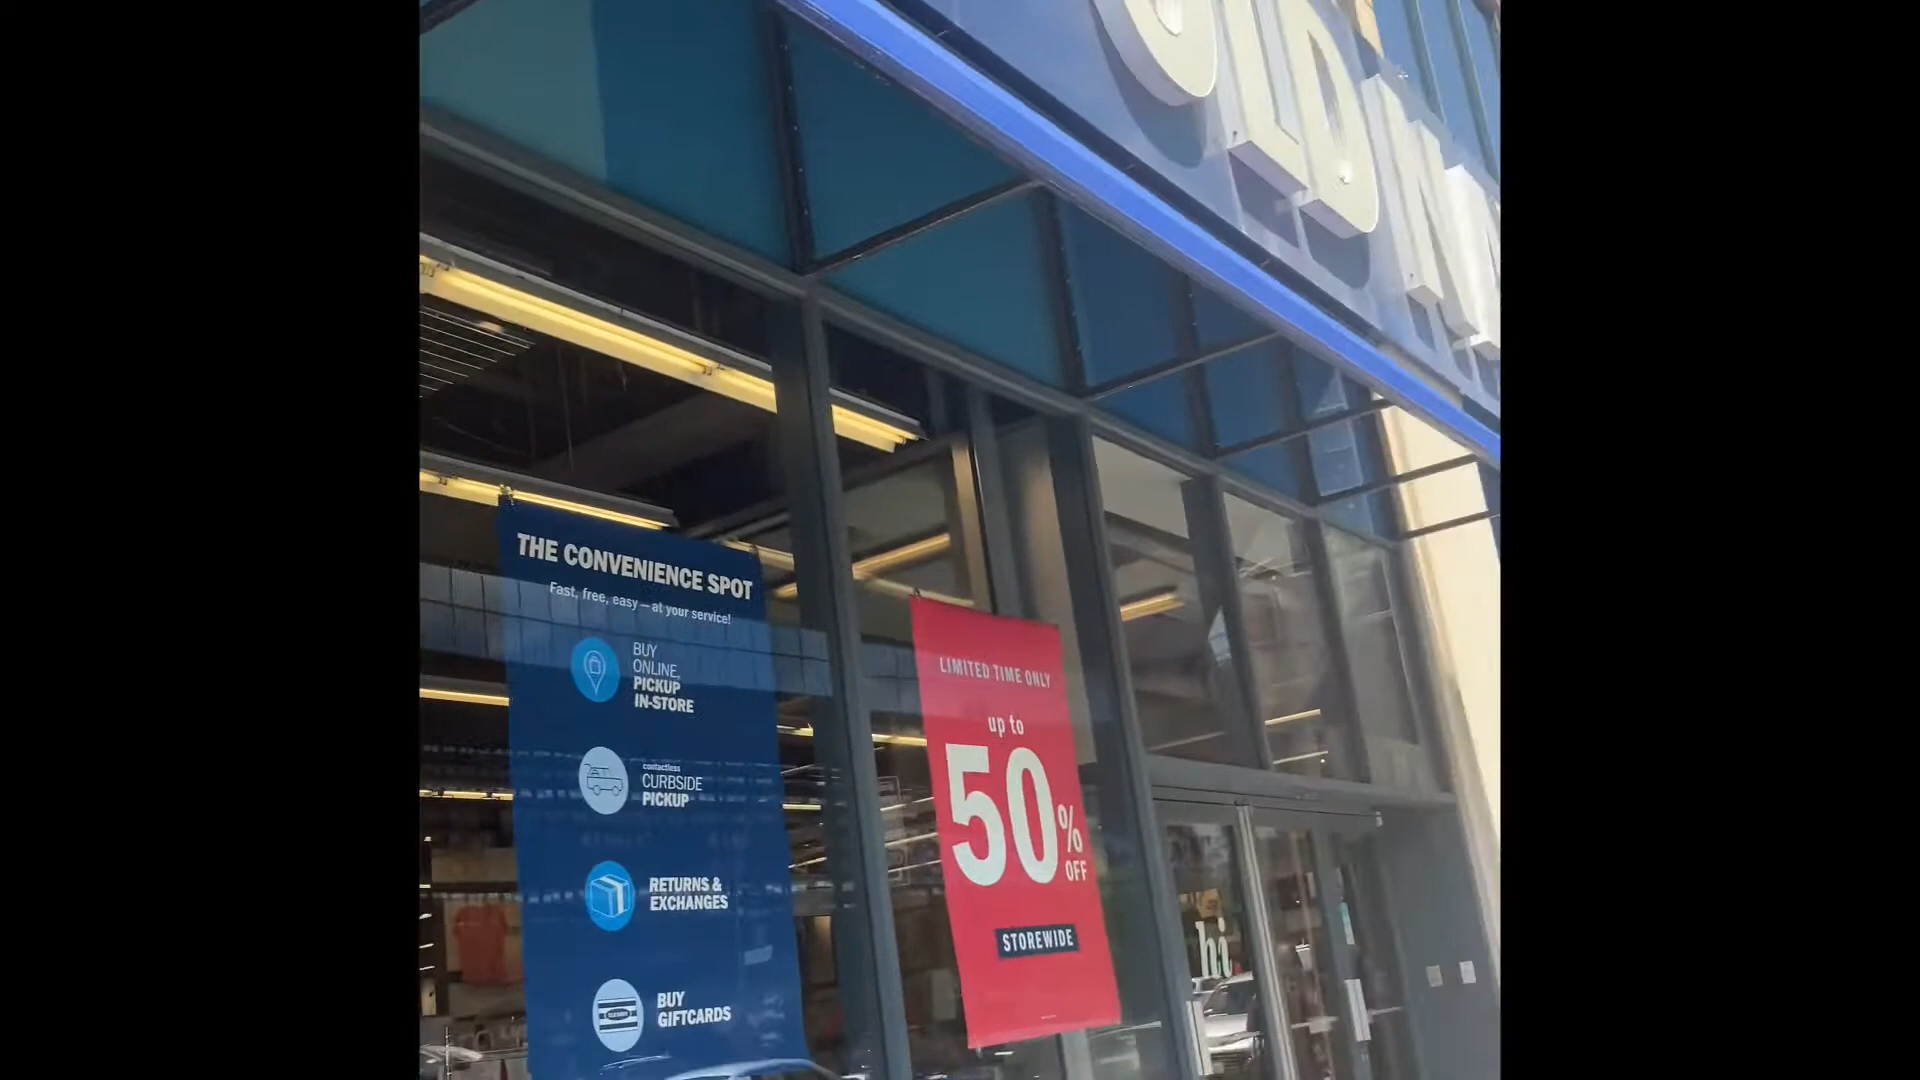 OLD N
THE CONVENIENCE SPOT
Fast, free, easy – at your service!
BUY
ONLINE,
PICKUP
IN-STORE
contactless
CURBSIDE
PICKUP
RETURNS &
EXCHANGES
BUY
GIFTCARDS
LIMITED TIME ONLY
up to
50%
OFF
STOREWIDE
hi.